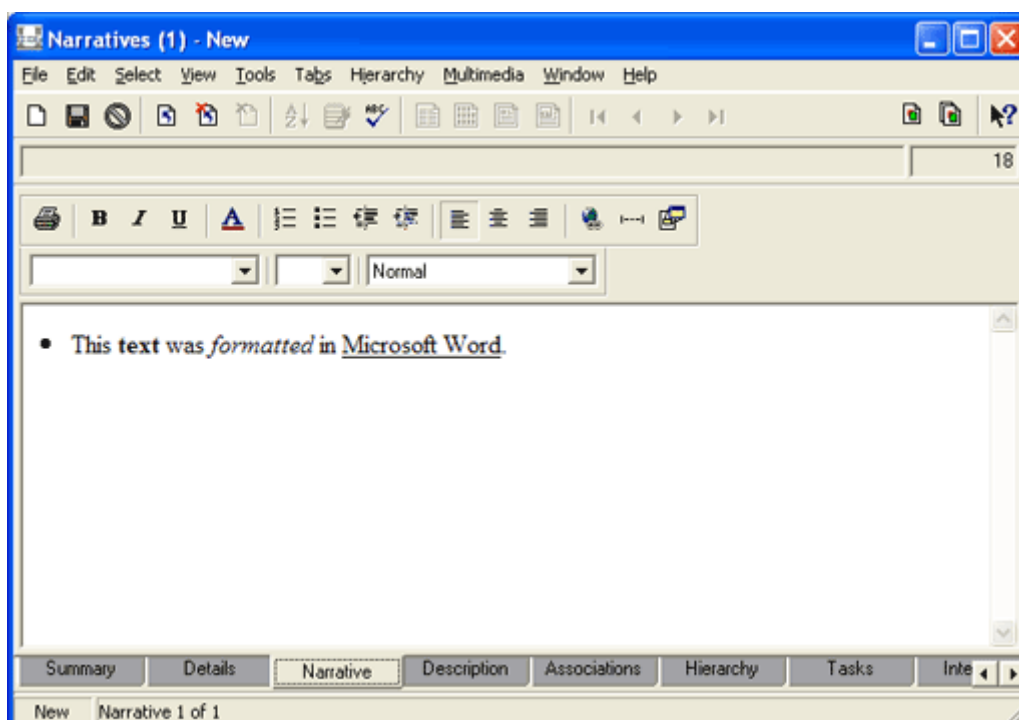 Narratives (1) - New
File Edit Select View Tools Tabs Hierarchy Multimedia Window Help
18
B I U A
Normal
• This text was formatted in Microsoft Word.
Summary Details Narrative Description Associations Hierarchy Tasks Inte
New Narrative 1 of 1